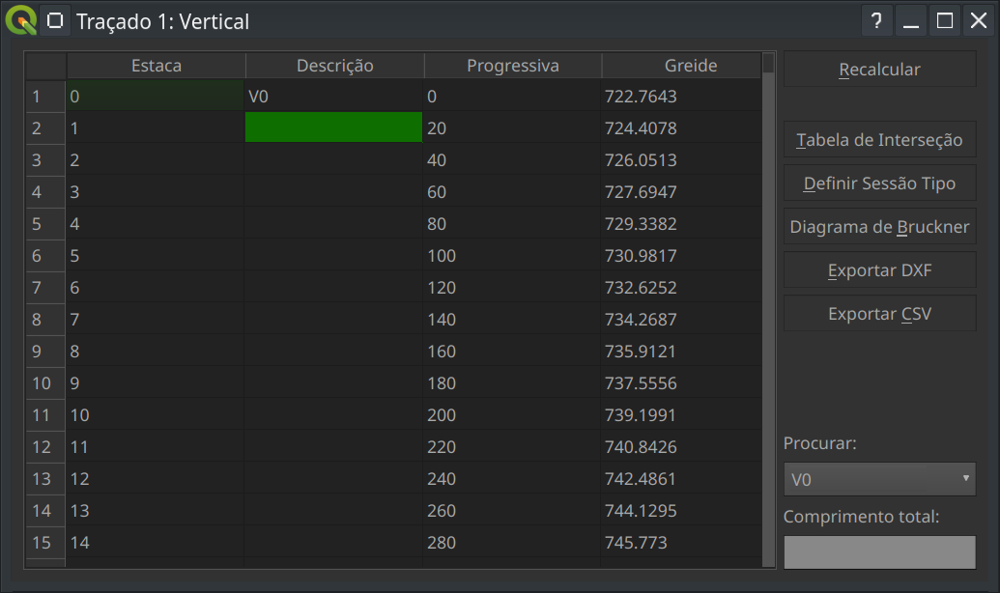 Traçado 1: Vertical
?
Estaca Descrição Progressiva Greide
1 0 V0 0 722.7643
2 1 20 724.4078
3 2 40 726.0513
4 3 60 727.6947
5 4 80 729.3382
6 5 100 730.9817
7 6 120 732.6252
8 7 140 734.2687
9 8 160 735.9121
10 9 180 737.5556
11 10 200 739.1991
12 11 220 740.8426
13 12 240 742.4861
14 13 260 744.1295
15 14 280 745.773
Recalcular
Tabela de Interseção
Definir Sessão Tipo
Diagrama de Bruckner
Exportar DXF
Exportar CSV
Procurar:
V0
Comprimento total: